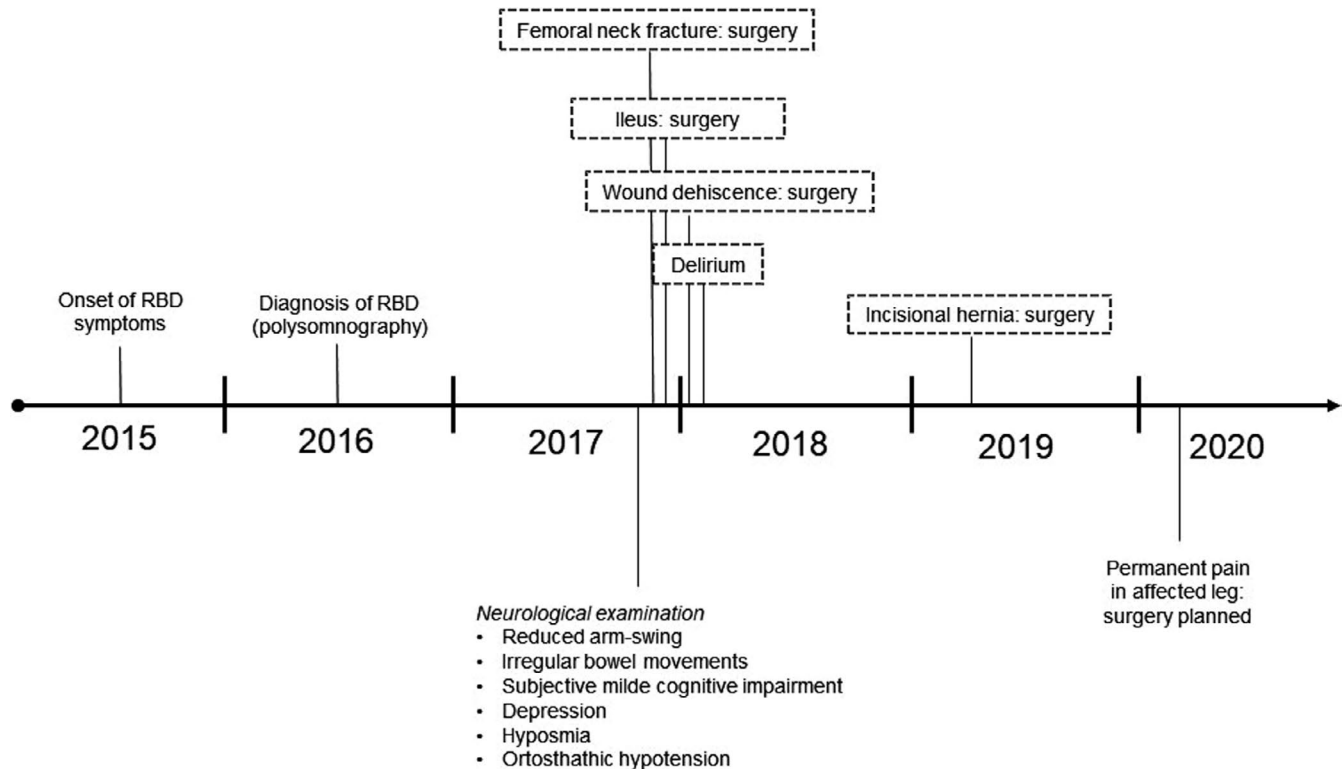 Femoral neck fracture: surgery
Ileus: surgery
Wound dehiscence: surgery
Delirium
Onset of RBD
symptoms
Diagnosis of RBD
(polysomnography)
Incisional hernia: surgery
2015
2016
2017
2018
2019
2020
Neurological examination
• Reduced arm-swing
• Irregular bowel movements
• Subjective milde cognitive impairment
• Depression
• Hyposmia
• Ortosthathic hypotension
Permanent pain
in affected leg:
surgery planned